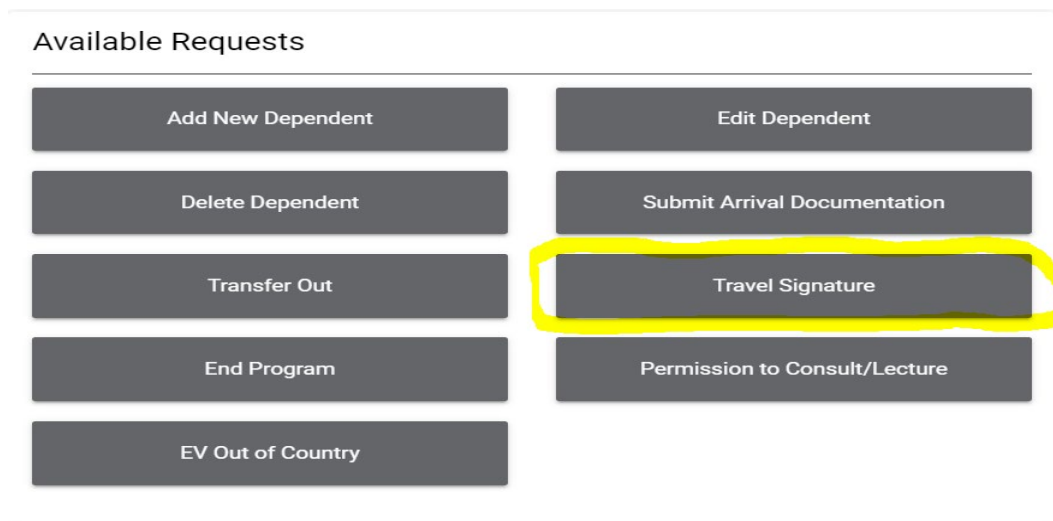 Available Requests
Add New Dependent
Edit Dependent
Delete Dependent
Submit Arrival Documentation
Transfer Out
Travel Signature
End Program
Permission to Consult/Lecture
EV Out of Country